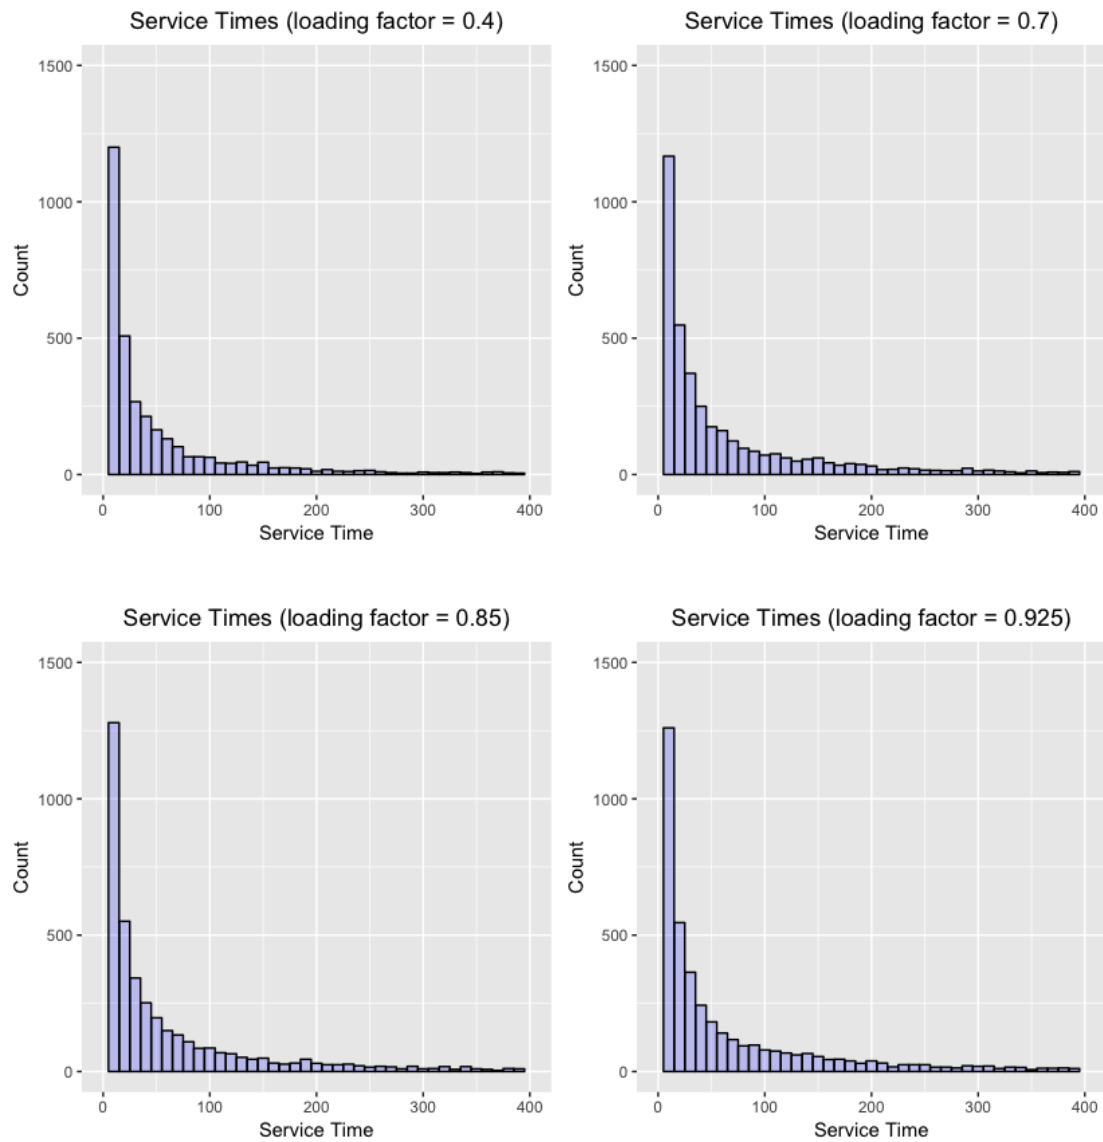 Service Times (loading factor = 0.4)
1500
1000
500
0
Count
0 100 200 300 400
Service Time
Service Times (loading factor = 0.7)
1500
1000
500
0
Count
0 100 200 300 400
Service Time
Service Times (loading factor = 0.85)
1500
1000
500
0
Count
0 100 200 300 400
Service Time
Service Times (loading factor = 0.925)
1500
1000
500
0
Count
0 100 200 300 400
Service Time